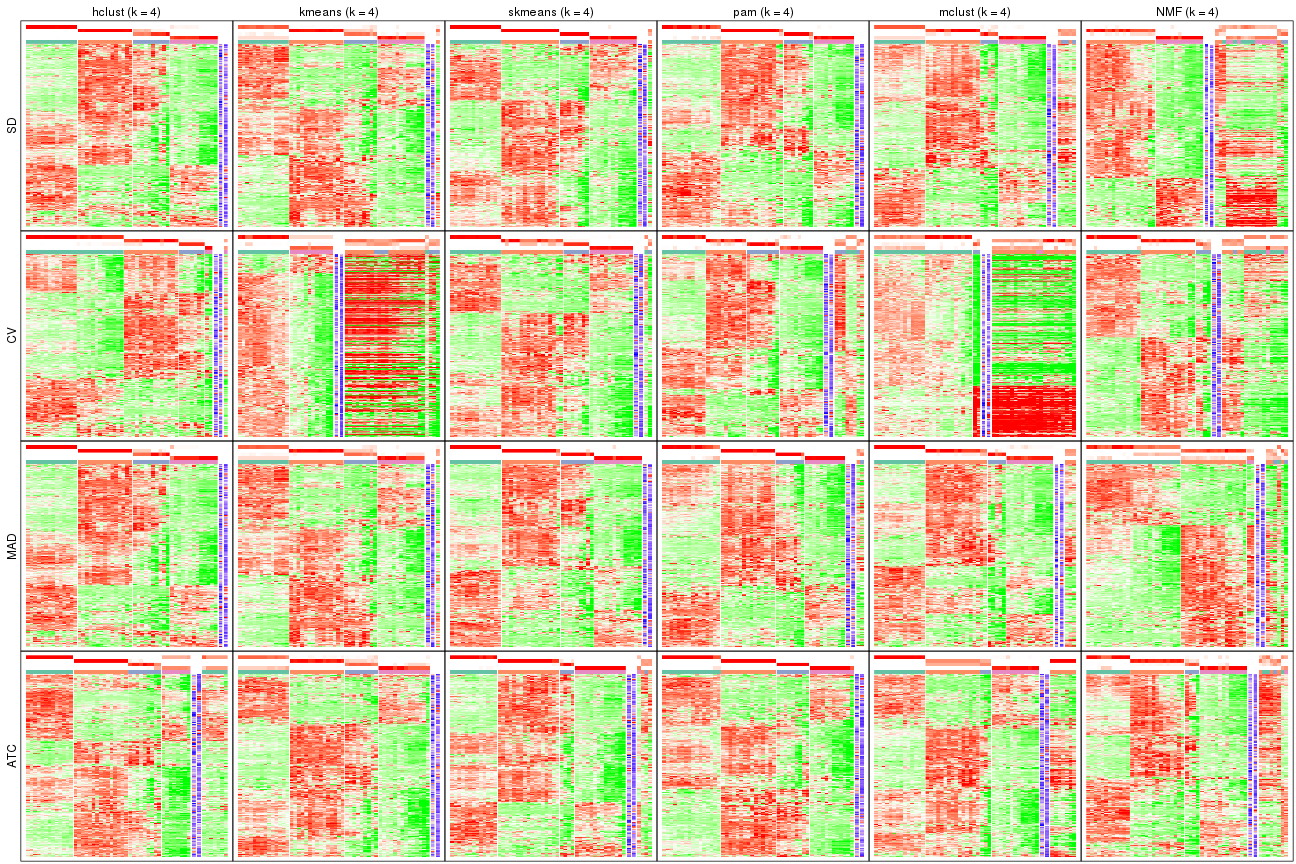 hclust (k = 4) kmeans (k = 4) skmeans (k = 4) pam (k = 4) mclust (k = 4) NMF (k = 4)
SD
CV
MAD
ATC